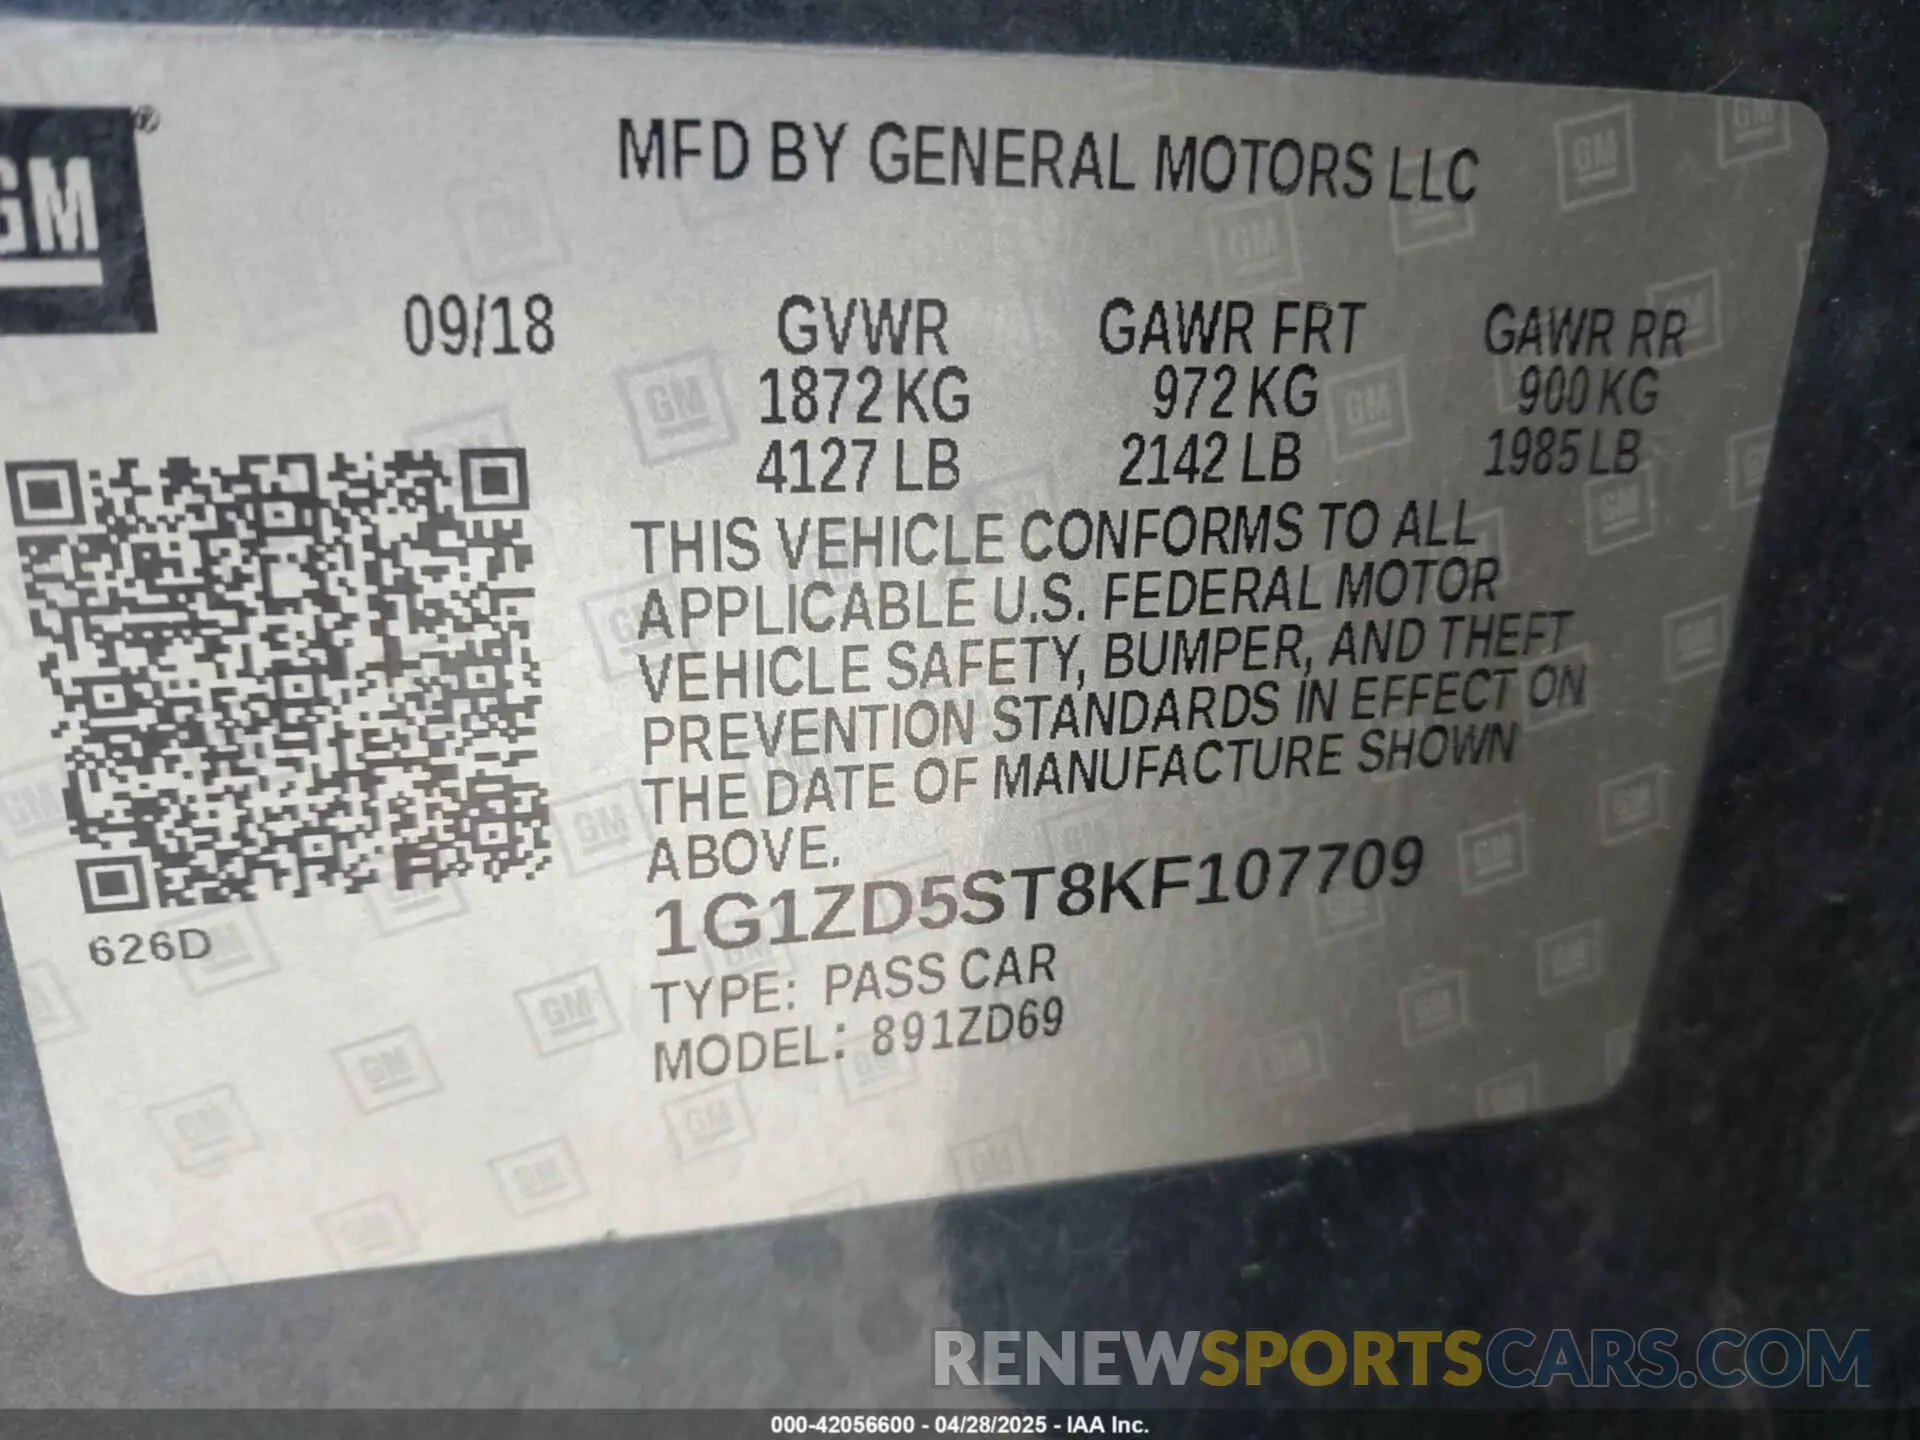 GM®
MFD BY GENERAL MOTORS LLC
09/18 GVWR GAWR FRT GAWR RR
1872 KG 972 KG 900 KG
4127 LB 2142 LB 1985 LB
THIS VEHICLE CONFORMS TO ALL
APPLICABLE U.S. FEDERAL MOTOR
VEHICLE SAFETY, BUMPER, AND THEFT
PREVENTION STANDARDS IN EFFECT ON
THE DATE OF MANUFACTURE SHOWN
ABOVE.
1G1ZD5ST8KF107709
626D
TYPE: PASS CAR
MODEL: 891ZD69
RENEWSPORTSCARS.COM
000-42056600 - 04/28/2025 - IAA Inc.